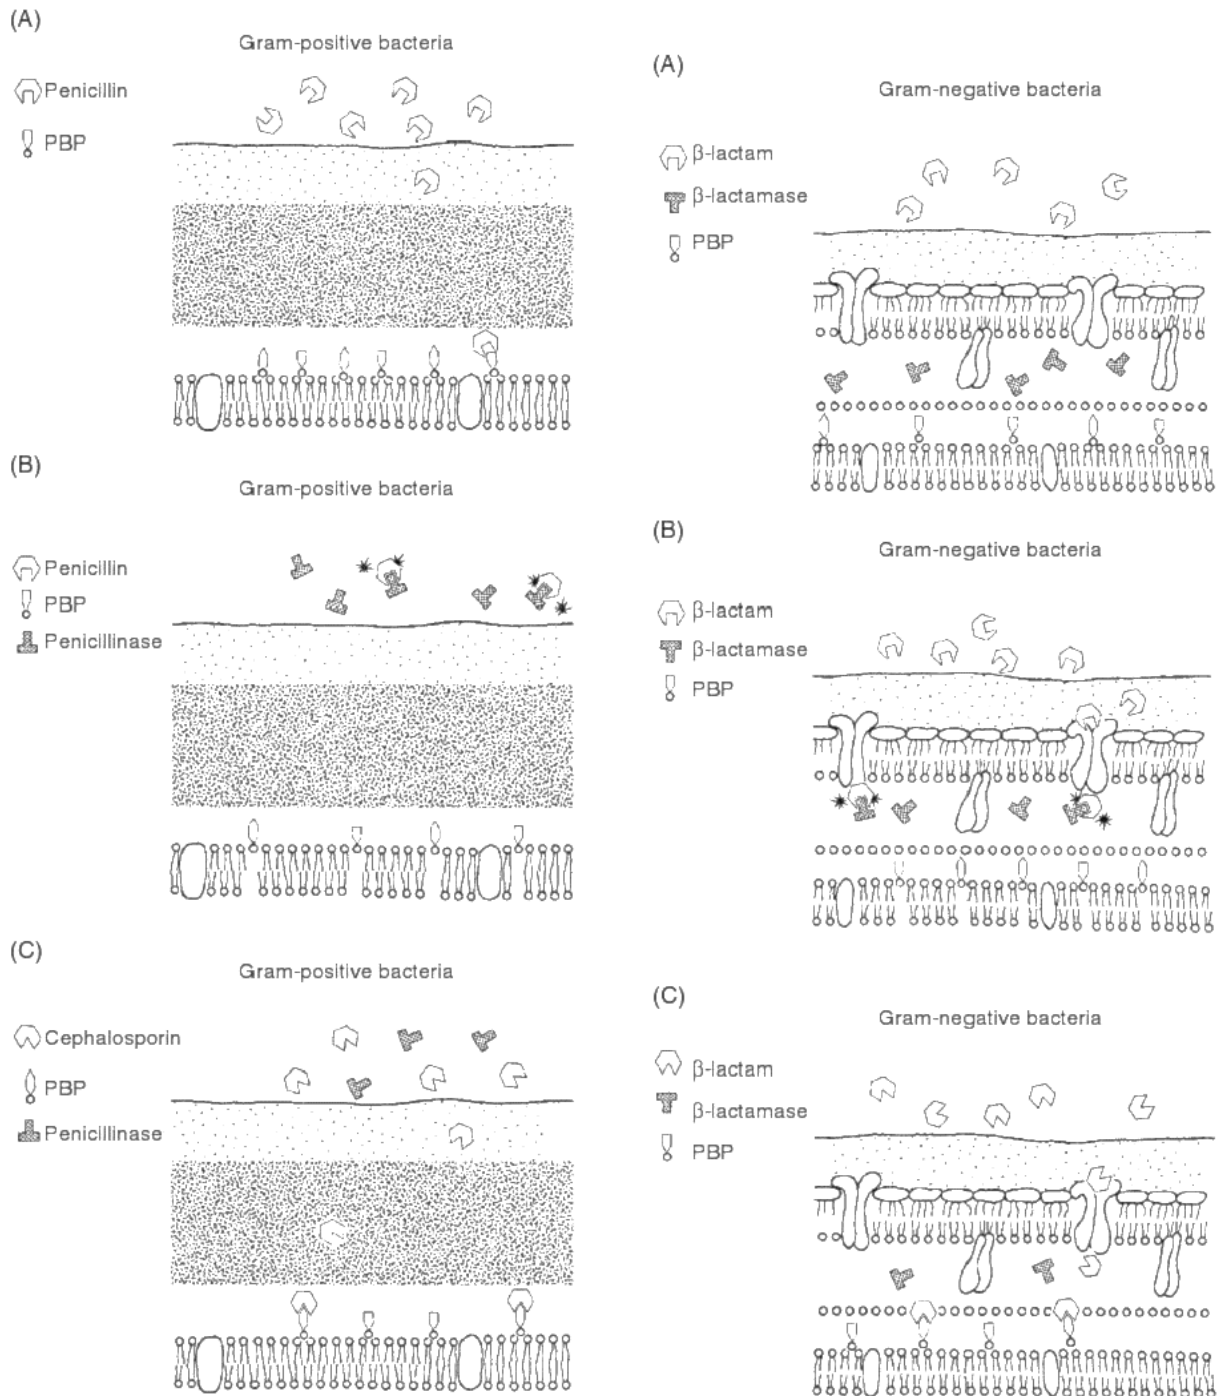 (A)
Gram-positive bacteria
Penicillin
PBP
(B)
Gram-positive bacteria
Penicillin
PBP
Penicillinase
(C)
Gram-positive bacteria
Cephalosporin
PBP
Penicillinase
(A)
Gram-negative bacteria
β-lactam
β-lactamase
PBP
(B)
Gram-negative bacteria
β-lactam
β-lactamase
PBP
(C)
Gram-negative bacteria
β-lactam
β-lactamase
PBP